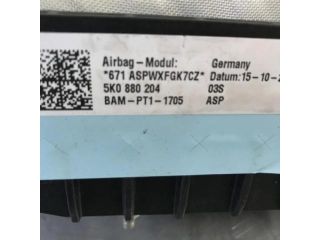 Airbag-Modul: Germany
*671 ASPWXFGK7CZ* Datum:15-10-2
5K0 880 204 03S
BAM-PT1-1705 ASP